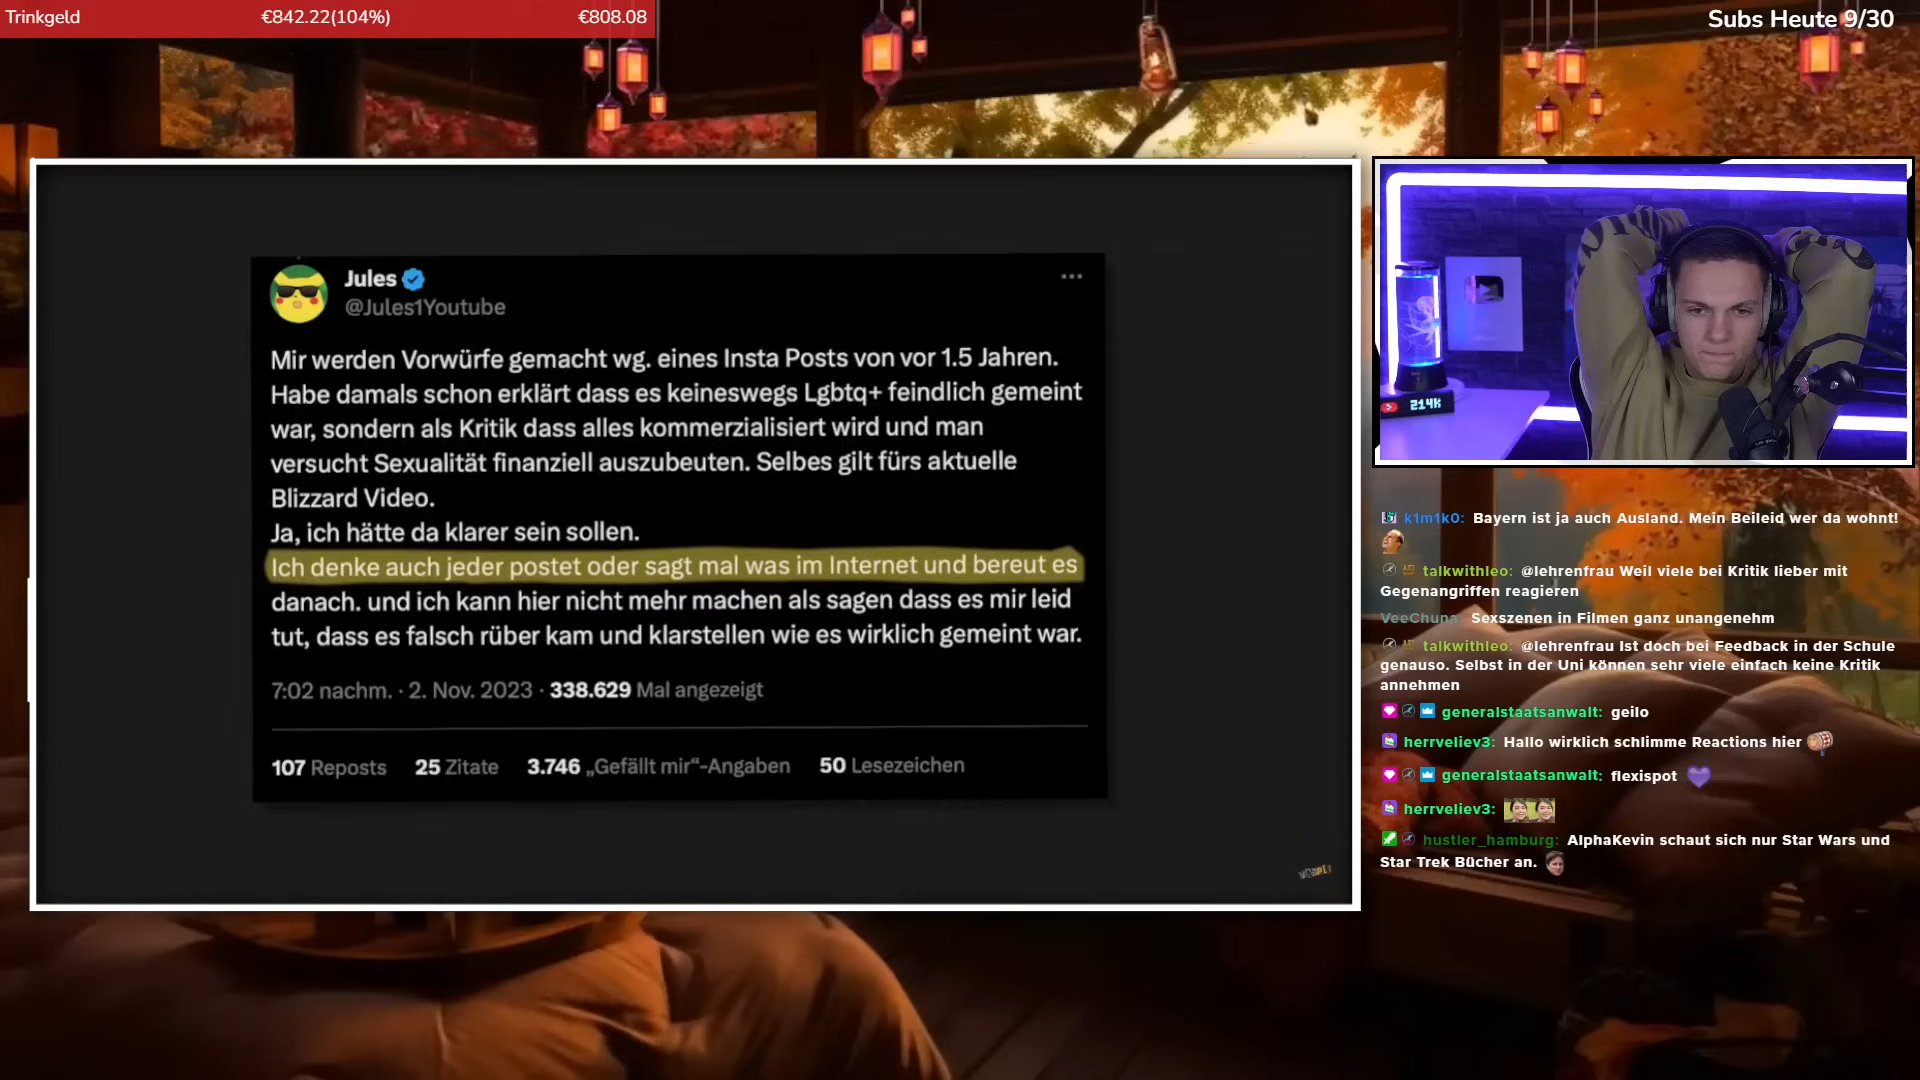 Trinkgeld €842.22(104%) €808.08
Subs Heute 9/30
Jules
@Jules1Youtube
Mir werden Vorwürfe gemacht wg. eines Insta Posts von vor 1.5 Jahren.
Habe damals schon erklärt dass es keineswegs Lgbtq+ feindlich gemeint
war, sondern als Kritik dass alles kommerzialisiert wird und man
versucht Sexualität finanziell auszubeuten. Selbes gilt fürs aktuelle
Blizzard Video.
Ja, ich hätte da klarer sein sollen.
Ich denke auch jeder postet oder sagt mal was im Internet und bereut es
danach. und ich kann hier nicht mehr machen als sagen dass es mir leid
tut, dass es falsch rüber kam und klarstellen wie es wirklich gemeint war.
7:02 nachm. · 2. Nov. 2023 · 338.629 Mal angezeigt
107 Reposts 25 Zitate 3.746 „Gefällt mir“-Angaben 50 Lesezeichen
214K
k1m1k0: Bayern ist ja auch Ausland. Mein Beileid wer da wohnt!
talkwithleo: @lehrenfrau Weil viele bei Kritik lieber mit
Gegenangriffen reagieren
VeeChuna: Sexszenen in Filmen ganz unangenehm
talkwithleo: @lehrenfrau Ist doch bei Feedback in der Schule
genauso. Selbst in der Uni können sehr viele einfach keine Kritik
annehmen
generalstaatsanwalt: geilo
herrveliev3: Hallo wirklich schlimme Reactions hier
generalstaatsanwalt: flexispot
herrveliev3:
hustler_hamburg: AlphaKevin schaut sich nur Star Wars und
Star Trek Bücher an.